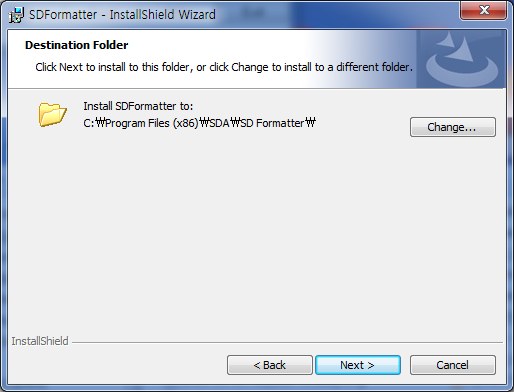 SDFormatter - InstallShield Wizard
Destination Folder
Click Next to install to this folder, or click Change to install to a different folder.
Install SDFormatter to:
C:₩Program Files (x86)₩SDA₩SD Formatter₩
Change...
InstallShield
< Back
Next >
Cancel